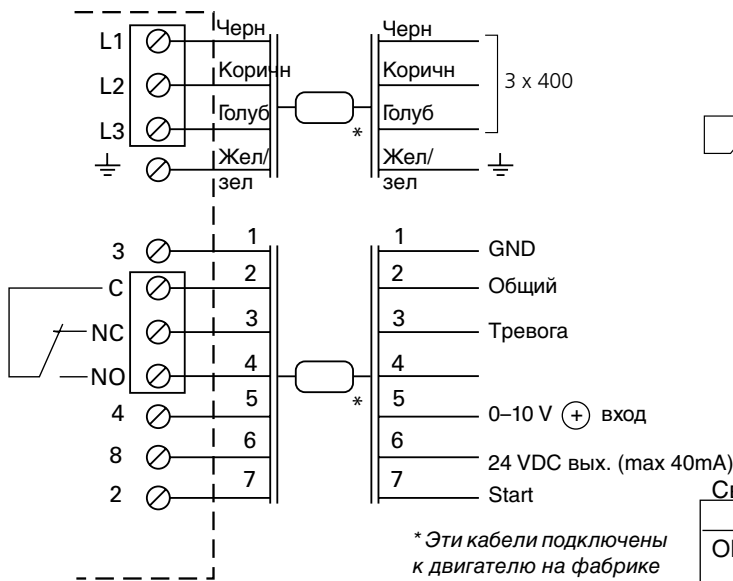 L1 Черн Черн
L2 Коричн Коричн 3 x 400
L3 Голуб * Голуб
Жел/зел Жел/зел
3 1 1 GND
C 2 2 Общий
NC 3 3 Тревога
NO 4 4
4 5 * 5 0–10 V + вход
8 6 6 24 VDC вых. (max 40mA)
2 7 7 Start
* Эти кабели подключены
к двигателю на фабрике